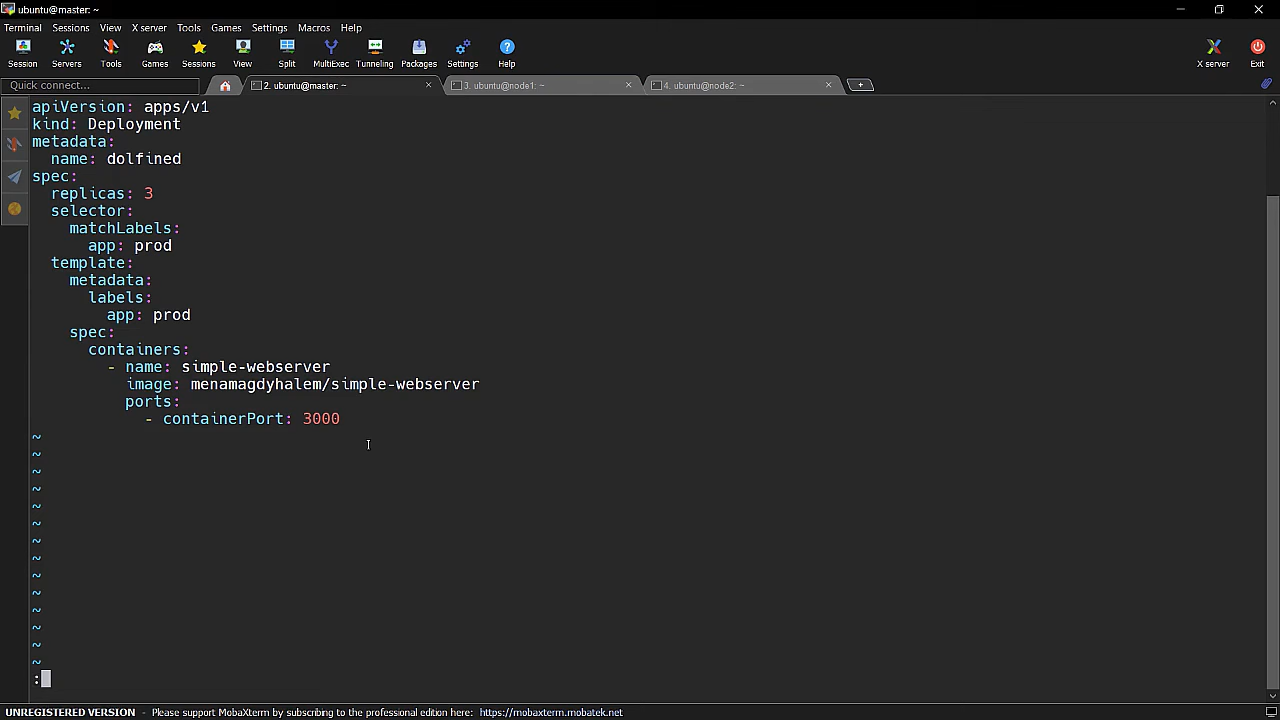 ubuntu@master: ~
Terminal Sessions View X server Tools Games Settings Macros Help
Session Servers Tools Games Sessions View Split MultiExec Tunneling Packages Settings Help X server Exit
Quick connect... 2. ubuntu@master: ~ 3. ubuntu@node1: ~ 4. ubuntu@node2: ~
apiVersion: apps/v1
kind: Deployment
metadata:
  name: dolfined
spec:
  replicas: 3
  selector:
    matchLabels:
      app: prod
  template:
    metadata:
      labels:
        app: prod
    spec:
      containers:
        - name: simple-webserver
          image: menamagdyhalem/simple-webserver
          ports:
            - containerPort: 3000
~
~
~
~
~
~
~
~
~
~
~
~
~
~
:
UNREGISTERED VERSION - Please support MobaXterm by subscribing to the professional edition here: https://mobaxterm.mobatek.net